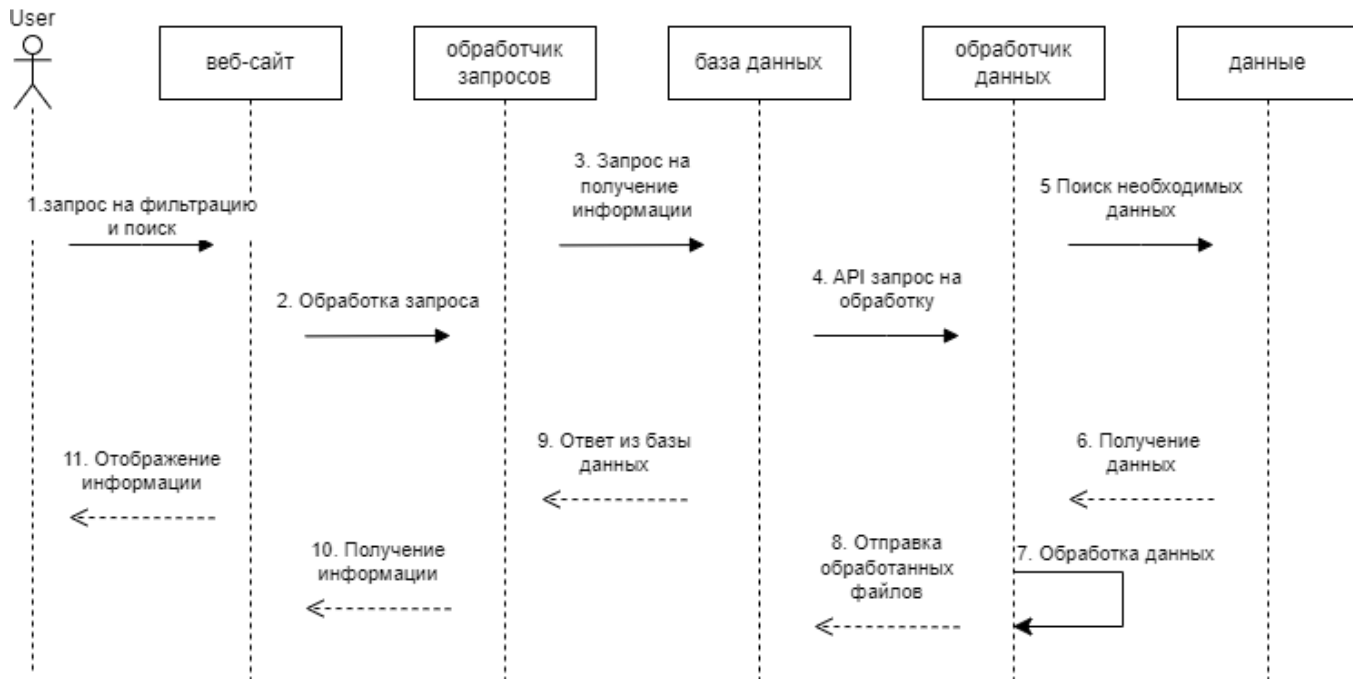 User
веб-сайт
обработчик
запросов
база данных
обработчик
данных
данные
1.запрос на фильтрацию
и поиск
2. Обработка запроса
3. Запрос на
получение
информации
4. API запрос на
обработку
5 Поиск необходимых
данных
6. Получение
данных
7. Обработка данных
8. Отправка
обработанных
файлов
9. Ответ из базы
данных
10. Получение
информации
11. Отображение
информации